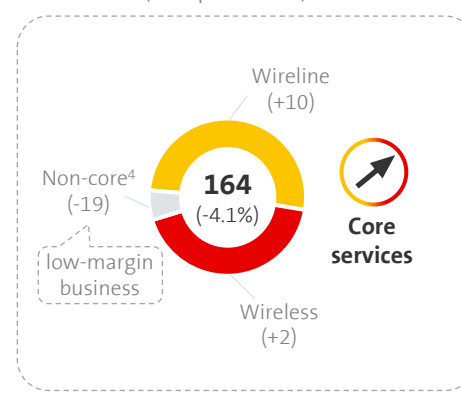 Wireline
(+10)
Non-core⁴
(-19)
164
(-4.1%)
Core
services
low-margin
business
Wireless
(+2)